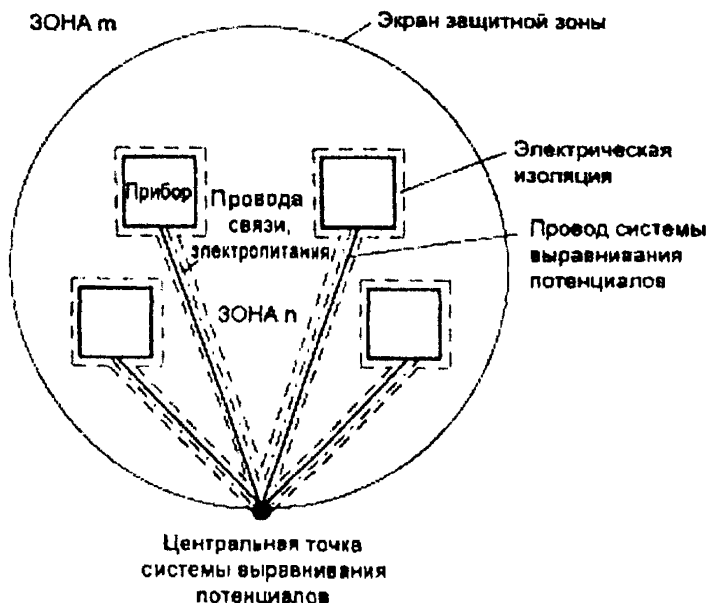 ЗОНА m
Экран защитной зоны
Электрическая
изоляция
Прибор
Провода
связи,
электропитания
Провод системы
выравнивания
потенциалов
ЗОНА n
Центральная точка
системы выравнивания
потенциалов